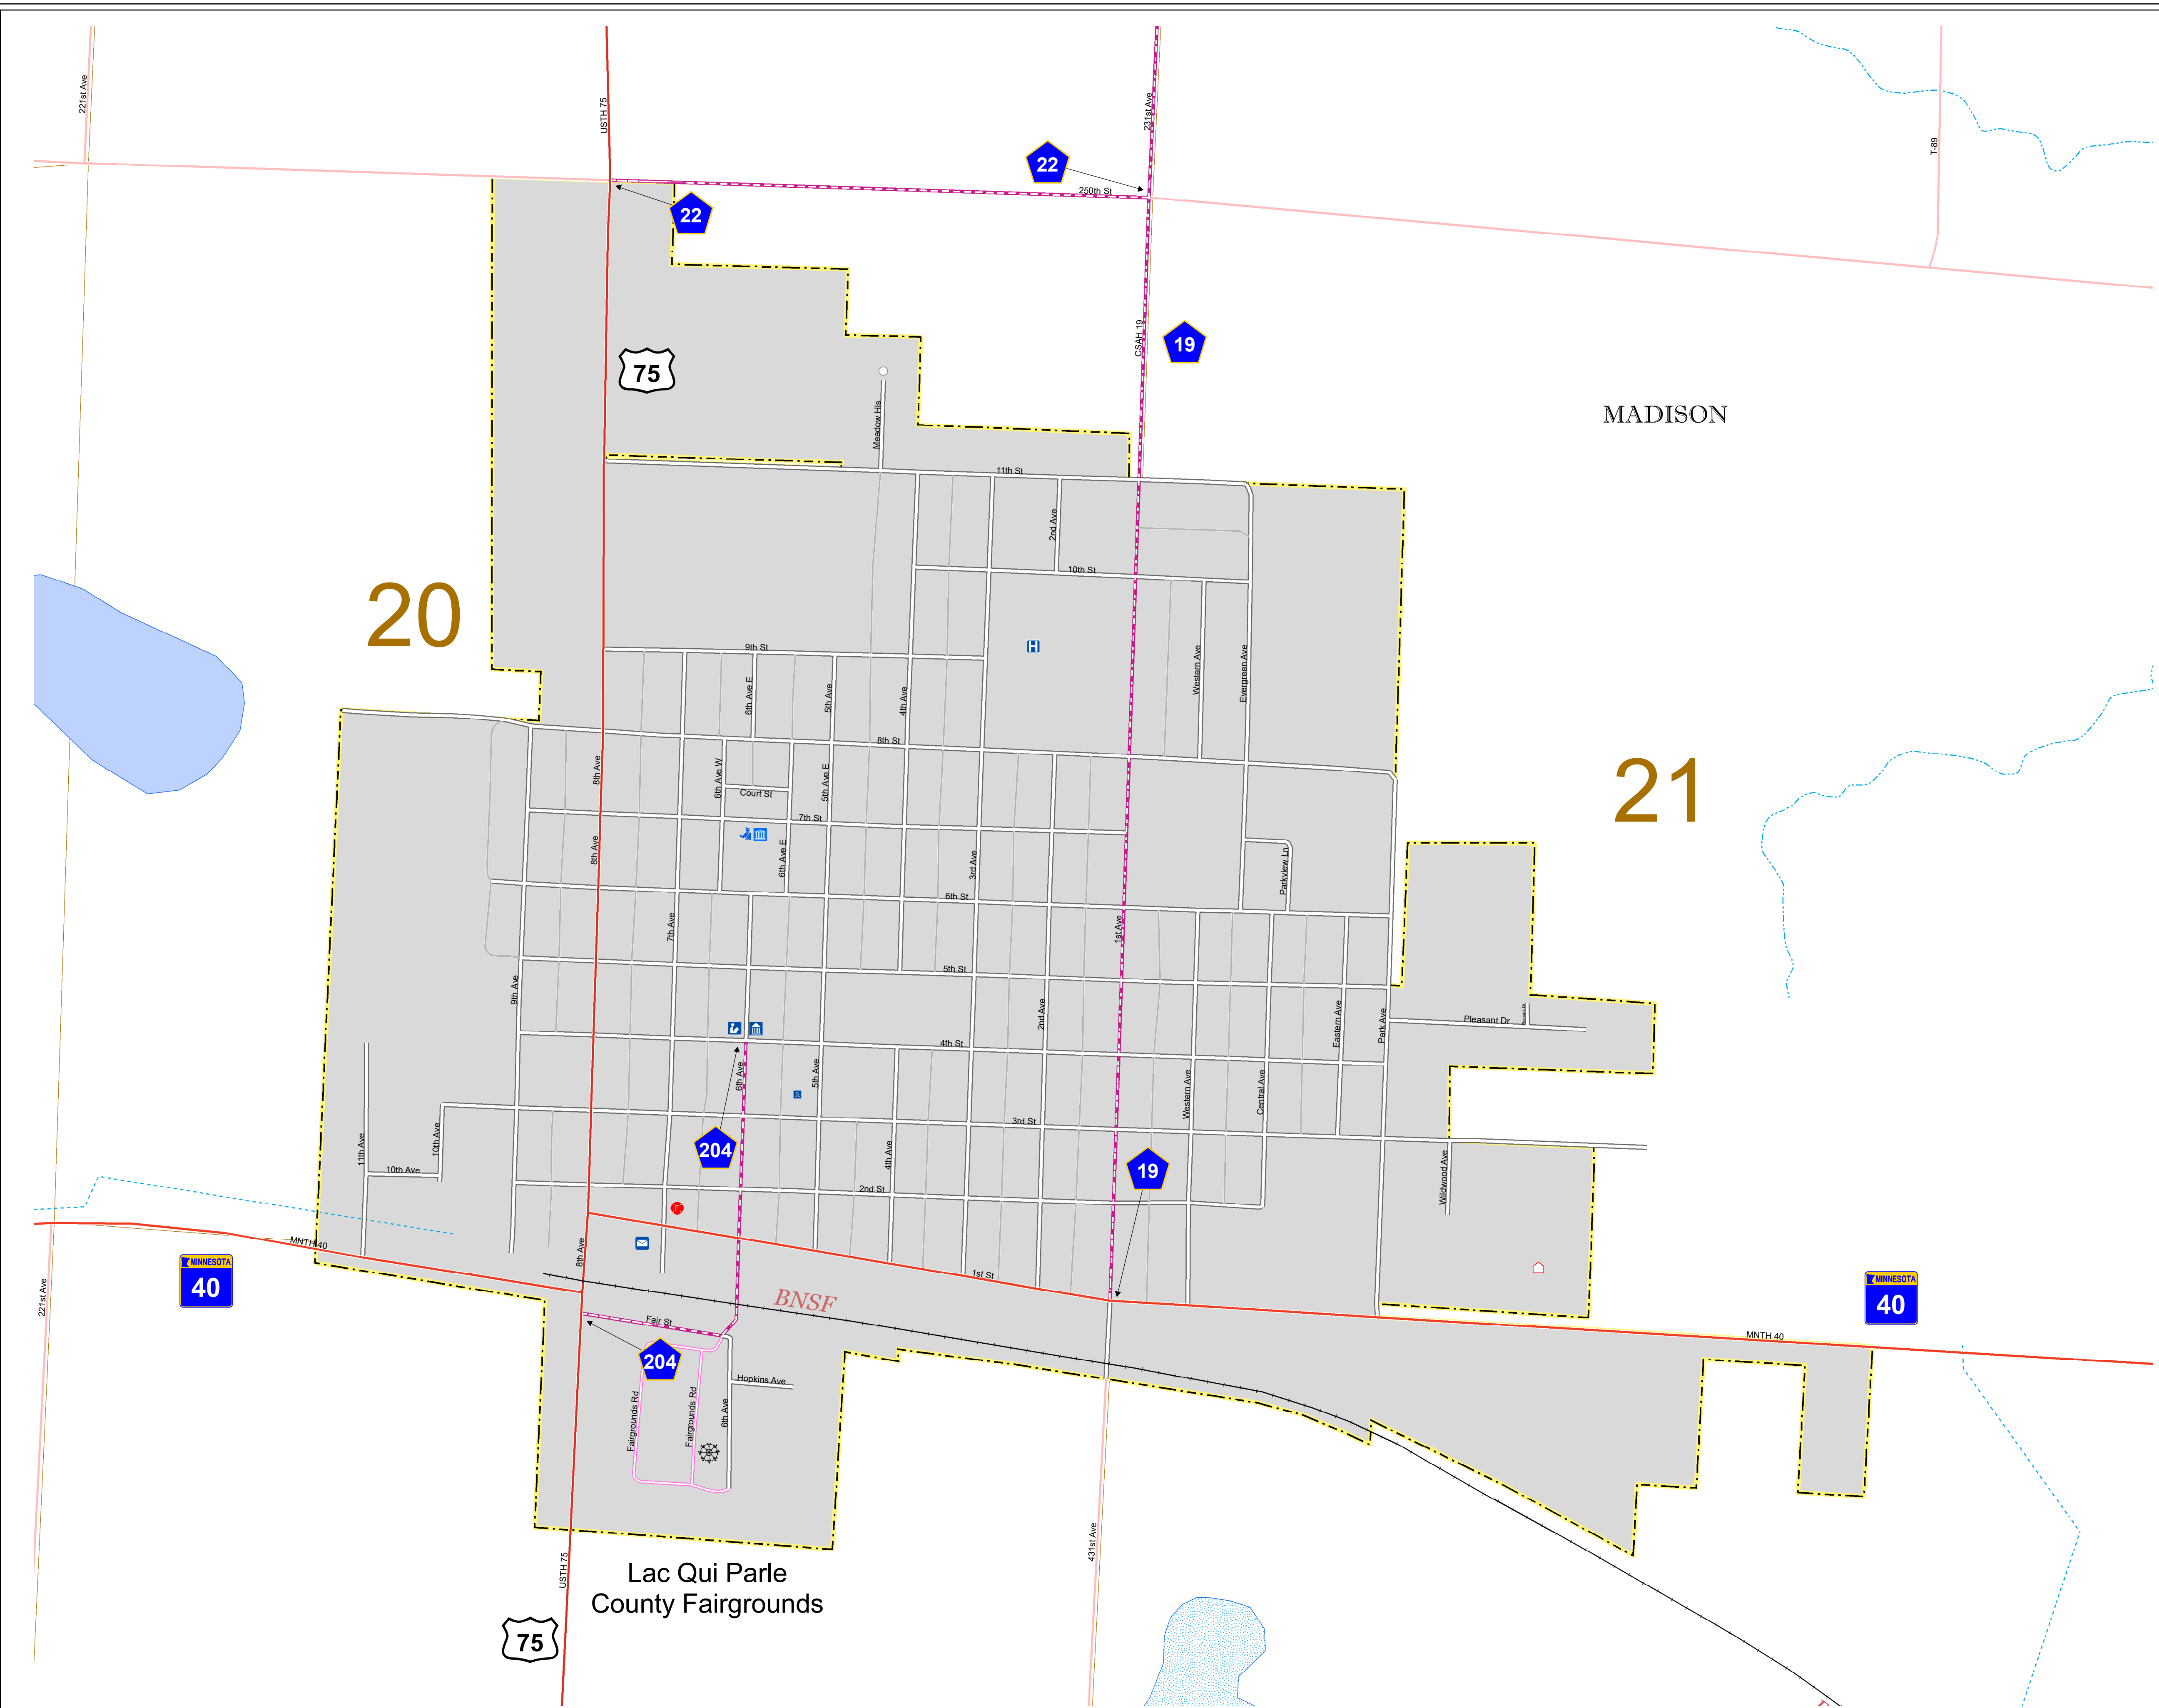 221st Ave
USTH 75
231st Ave
T-89
22
250th St
22
CSAH 19
19
75
MADISON
Meadow Hls
11th St
2nd Ave
10th St
20
H
9th St
6th Ave E
5th Ave
4th Ave
Western Ave
Evergreen Ave
8th St
8th Ave
6th Ave W
5th Ave E
Court St
21
7th St
8th Ave
6th Ave E
3rd Ave
Parkview Ln
6th St
7th Ave
1st Ave
5th St
9th Ave
2nd Ave
Eastern Ave
Park Ave
Pleasant Dr
4th St
6th Ave
5th Ave
Western Ave
Central Ave
3rd St
11th Ave
10th Ave
204
4th Ave
19
10th Ave
Wildwood Ave
2nd St
F
MNTH 40
8th Ave
1st St
MINNESOTA
40
221st Ave
BNSF
MINNESOTA
40
Fair St
MNTH 40
204
Hopkins Ave
Fairgrounds Rd
Fairgrounds Rd
6th Ave
431st Ave
USTH 75
Lac Qui Parle
County Fairgrounds
75